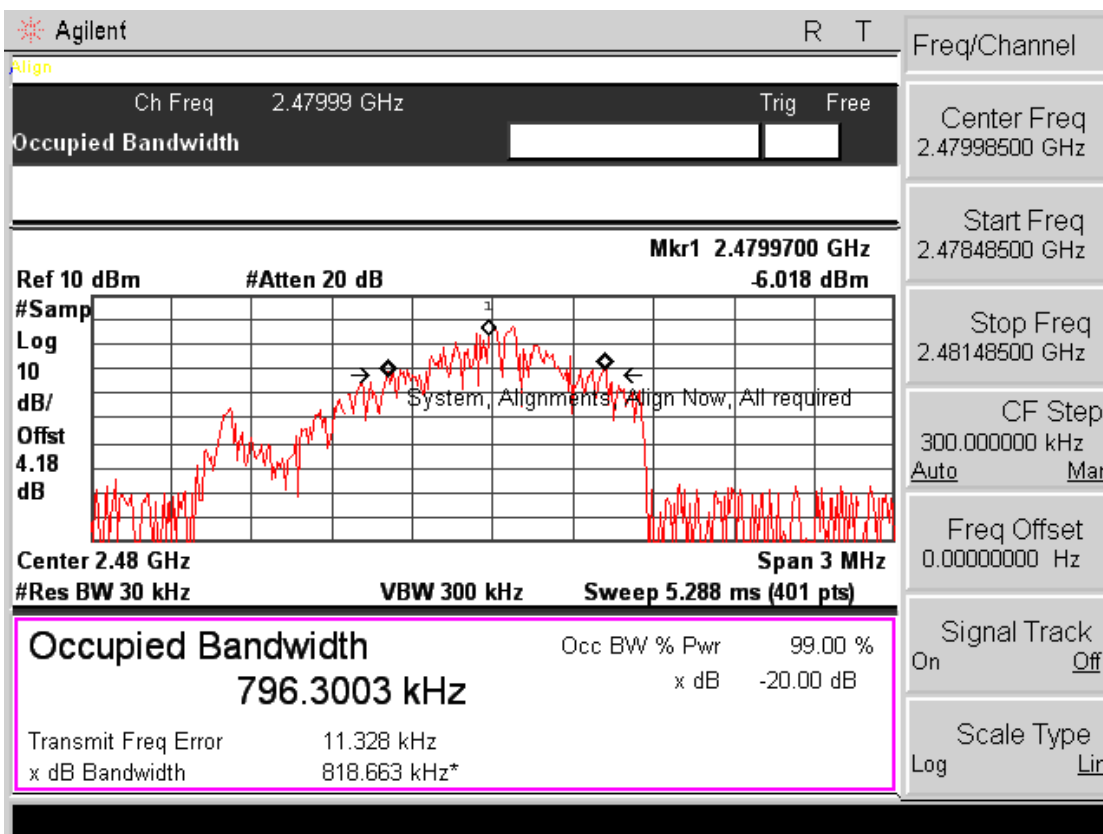 Agilent R T
Align
Ch Freq 2.47999 GHz Trig Free
Occupied Bandwidth
Mkr1 2.4799700 GHz
Ref 10 dBm #Atten 20 dB -6.018 dBm
#Samp
Log
10
dB/
Offst
4.18
dB
1
System, Alignments, Align Now, All required
Center 2.48 GHz Span 3 MHz
#Res BW 30 kHz VBW 300 kHz Sweep 5.288 ms (401 pts)
Occupied Bandwidth
796.3003 kHz
Occ BW % Pwr 99.00 %
x dB -20.00 dB
Transmit Freq Error 11.328 kHz
x dB Bandwidth 818.663 kHz*
Freq/Channel
Center Freq
2.47998500 GHz
Start Freq
2.47848500 GHz
Stop Freq
2.48148500 GHz
CF Step
300.000000 kHz
Auto Mar
Freq Offset
0.00000000 Hz
Signal Track
On Off
Scale Type
Log Lir